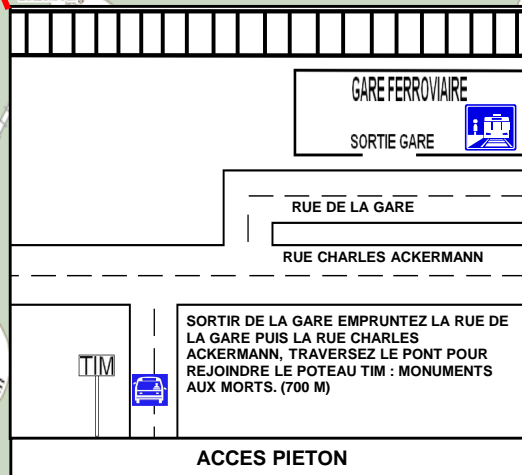 GARE FERROVIAIRE
SORTIE GARE
RUE DE LA GARE
RUE CHARLES ACKERMANN
SORTIR DE LA GARE EMPRUNTEZ LA RUE DE
LA GARE PUIS LA RUE CHARLES
ACKERMANN, TRAVERSEZ LE PONT POUR
REJOINDRE LE POTEAU TIM : MONUMENTS
AUX MORTS. (700 M)
TIM
ACCES PIETON